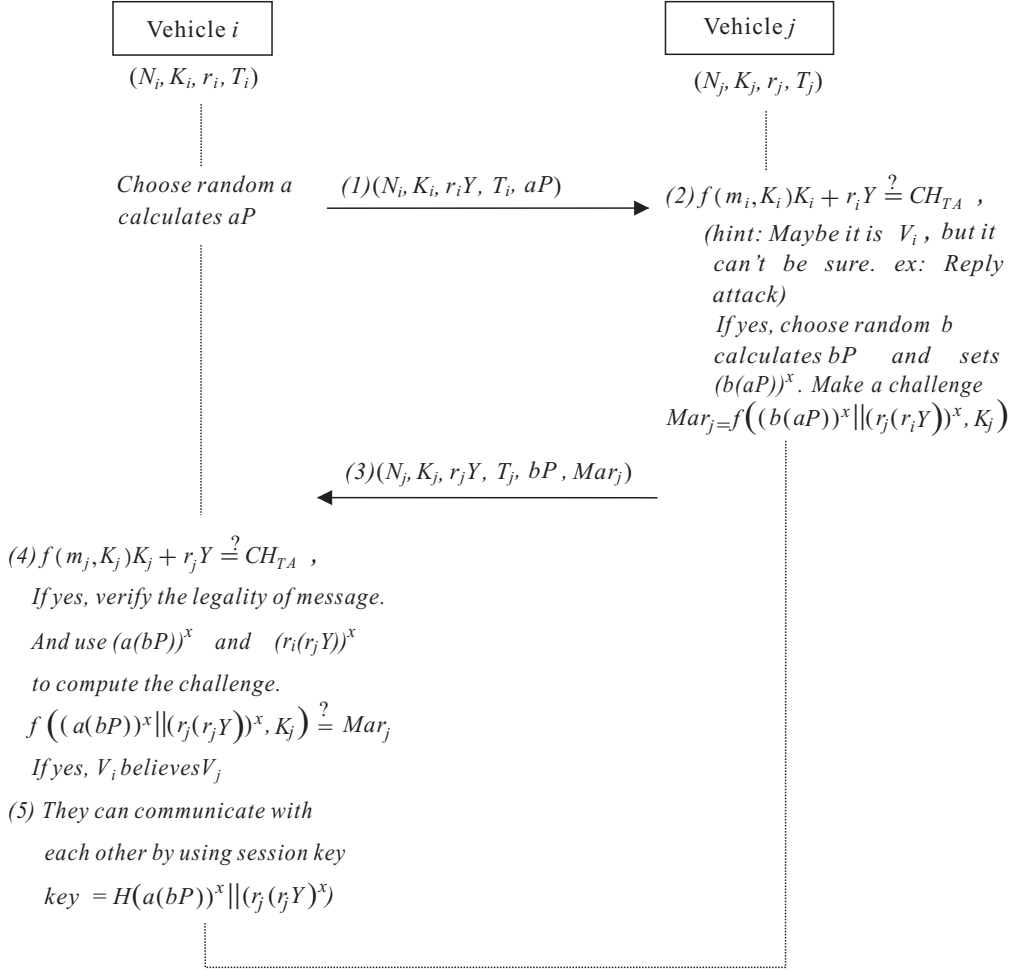 Vehicle i
Vehicle j
(N_i, K_i, r_i, T_i)
(N_j, K_j, r_j, T_j)
Choose random a
calculates aP
(1)(N_i, K_i, r_iY, T_i, aP)
(2) f(m_i, K_i)K_i + r_iY ≟ CH_TA ,
(hint: Maybe it is V_i , but it
can't be sure. ex: Reply
attack)
If yes, choose random b
calculates bP and sets
(b(aP))^x. Make a challenge
Mar_j=f((b(aP))^x||(r_j(r_iY))^x, K_j)
(3)(N_j, K_j, r_jY, T_j, bP, Mar_j)
(4) f(m_j, K_j)K_j + r_jY ≟ CH_TA ,
If yes, verify the legality of message.
And use (a(bP))^x and (r_i(r_jY))^x
to compute the challenge.
f((a(bP))^x||(r_j(r_jY))^x, K_j) ≟ Mar_j
If yes, V_i believesV_j
(5) They can communicate with
each other by using session key
key = H(a(bP))^x||(r_j(r_jY)^x)